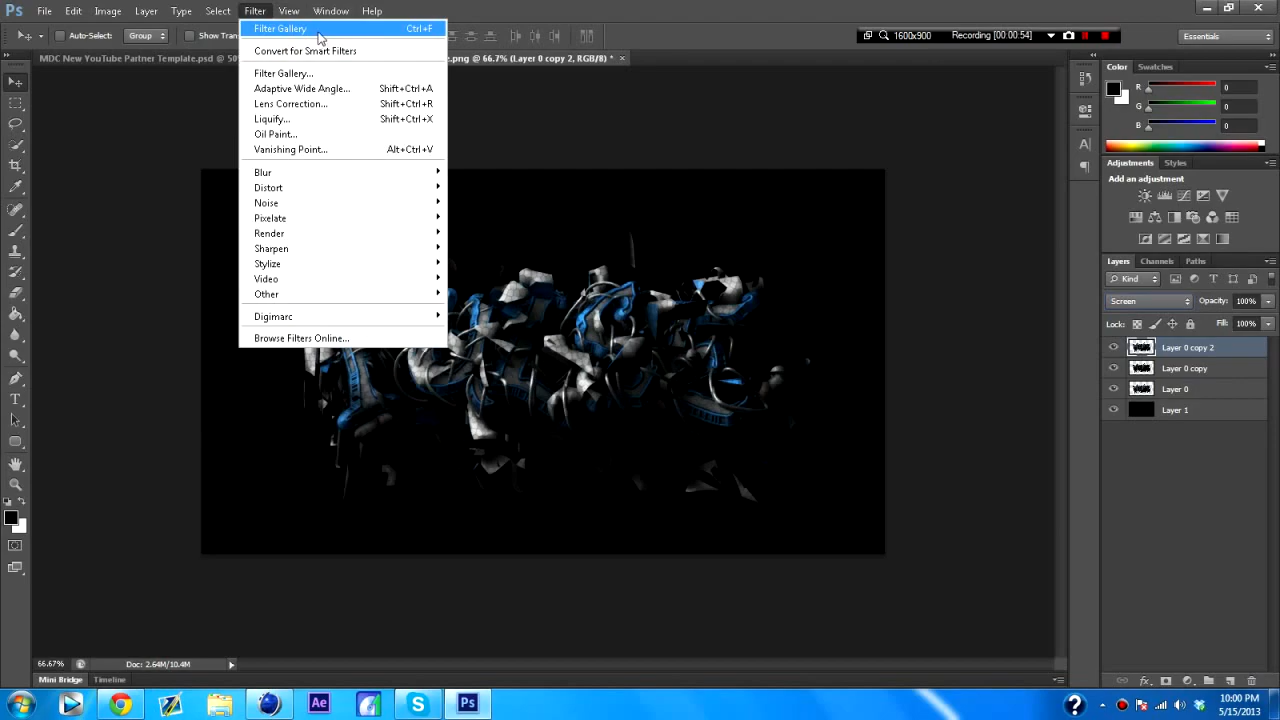 Ps File Edit Image Layer Type Select Filter View Window Help
Auto-Select: Group Show Tran
1600x900 Recording [00:00:54] Essentials
MDC New YouTube Partner Template.psd @ 50 e.png @ 66.7% (Layer 0 copy 2, RGB/8) * ×
Filter Gallery Ctrl+F
Convert for Smart Filters
Filter Gallery...
Adaptive Wide Angle... Shift+Ctrl+A
Lens Correction... Shift+Ctrl+R
Liquify... Shift+Ctrl+X
Oil Paint...
Vanishing Point... Alt+Ctrl+V
Blur
Distort
Noise
Pixelate
Render
Sharpen
Stylize
Video
Other
Digimarc
Browse Filters Online...
Color Swatches
R 0
G 0
B 0
Adjustments Styles
Add an adjustment
Layers Channels Paths
Kind
Screen Opacity: 100%
Lock: Fill: 100%
Layer 0 copy 2
Layer 0 copy
Layer 0
Layer 1
66.67% Doc: 2.64M/10.4M
Mini Bridge Timeline
Ae S Ps
10:00 PM
5/15/2013